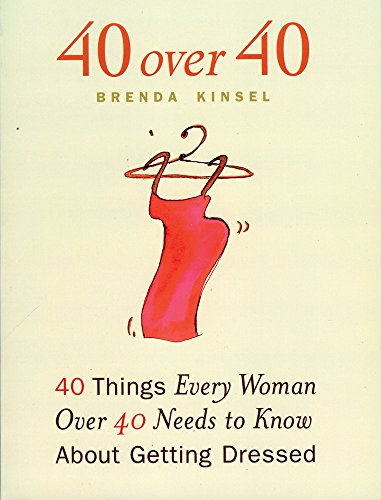 40 over 40
BRENDA KINSEL
40 Things Every Woman
Over 40 Needs to Know
About Getting Dressed